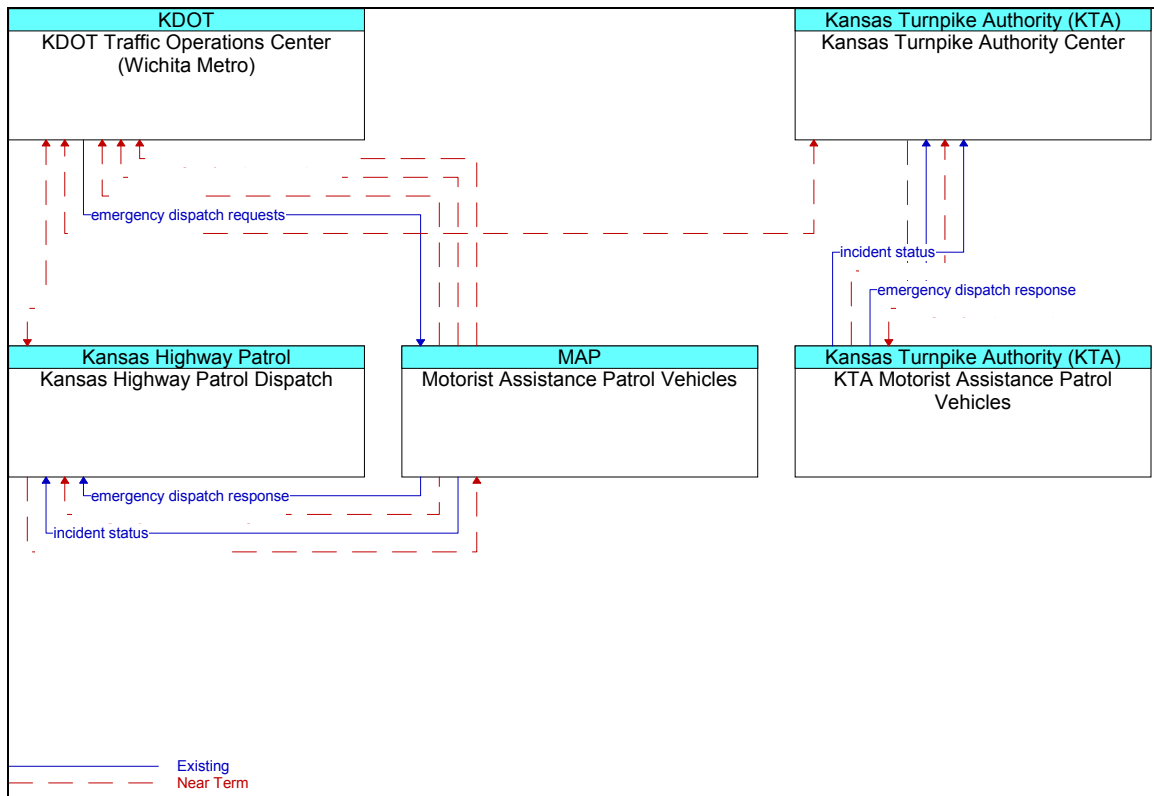 KDOT
KDOT Traffic Operations Center
(Wichita Metro)
Kansas Turnpike Authority (KTA)
Kansas Turnpike Authority Center
emergency dispatch requests
incident status
emergency dispatch response
Kansas Highway Patrol
Kansas Highway Patrol Dispatch
MAP
Motorist Assistance Patrol Vehicles
Kansas Turnpike Authority (KTA)
KTA Motorist Assistance Patrol
Vehicles
emergency dispatch response
incident status
Existing
Near Term